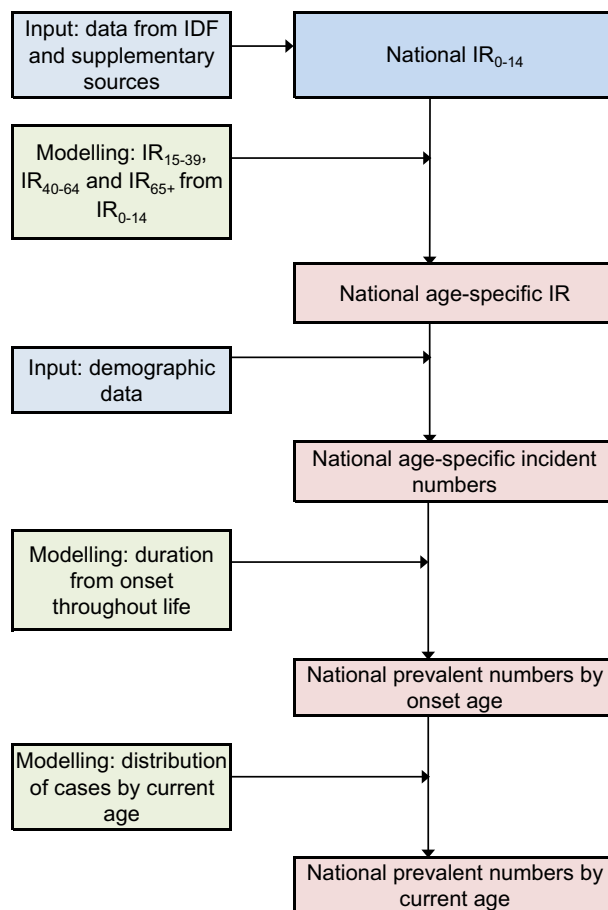 Input: data from IDF
and supplementary
sources
National IR0-14
Modelling: IR15-39,
IR40-64 and IR65+ from
IR0-14
National age-specific IR
Input: demographic
data
National age-specific incident
numbers
Modelling: duration
from onset
throughout life
National prevalent numbers by
onset age
Modelling: distribution
of cases by current
age
National prevalent numbers by
current age